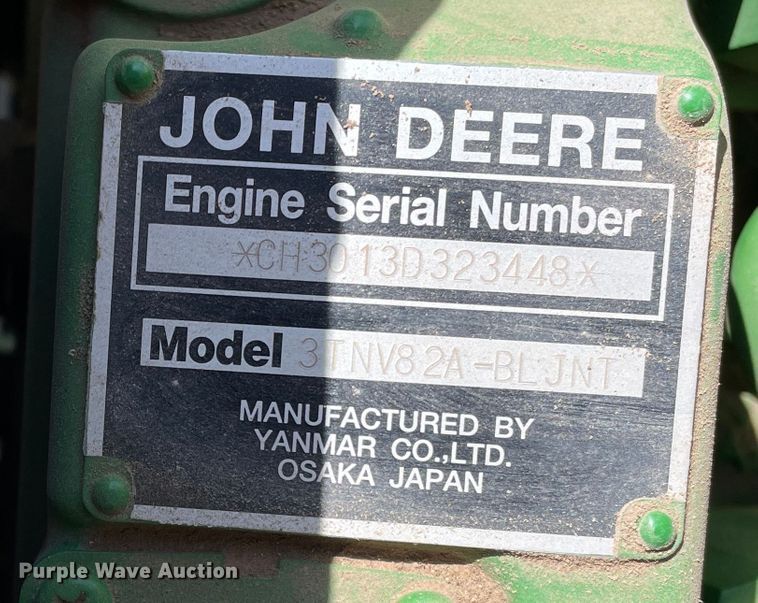 JOHN DEERE
Engine Serial Number
*CH3013D323448*
Model 3TNV82A-BLJNT
MANUFACTURED BY
YANMAR CO.,LTD.
OSAKA JAPAN
Purple Wave Auction